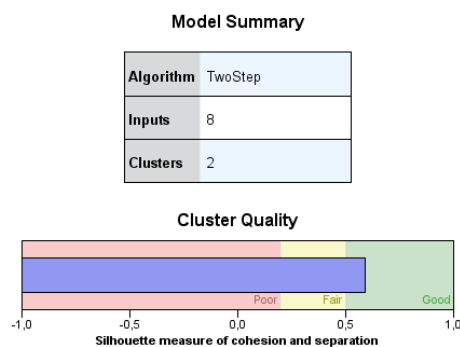 Model Summary
Algorithm TwoStep
Inputs 8
Clusters 2
Cluster Quality
Poor Fair Good
-1,0 -0,5 0,0 0,5 1,0
Silhouette measure of cohesion and separation